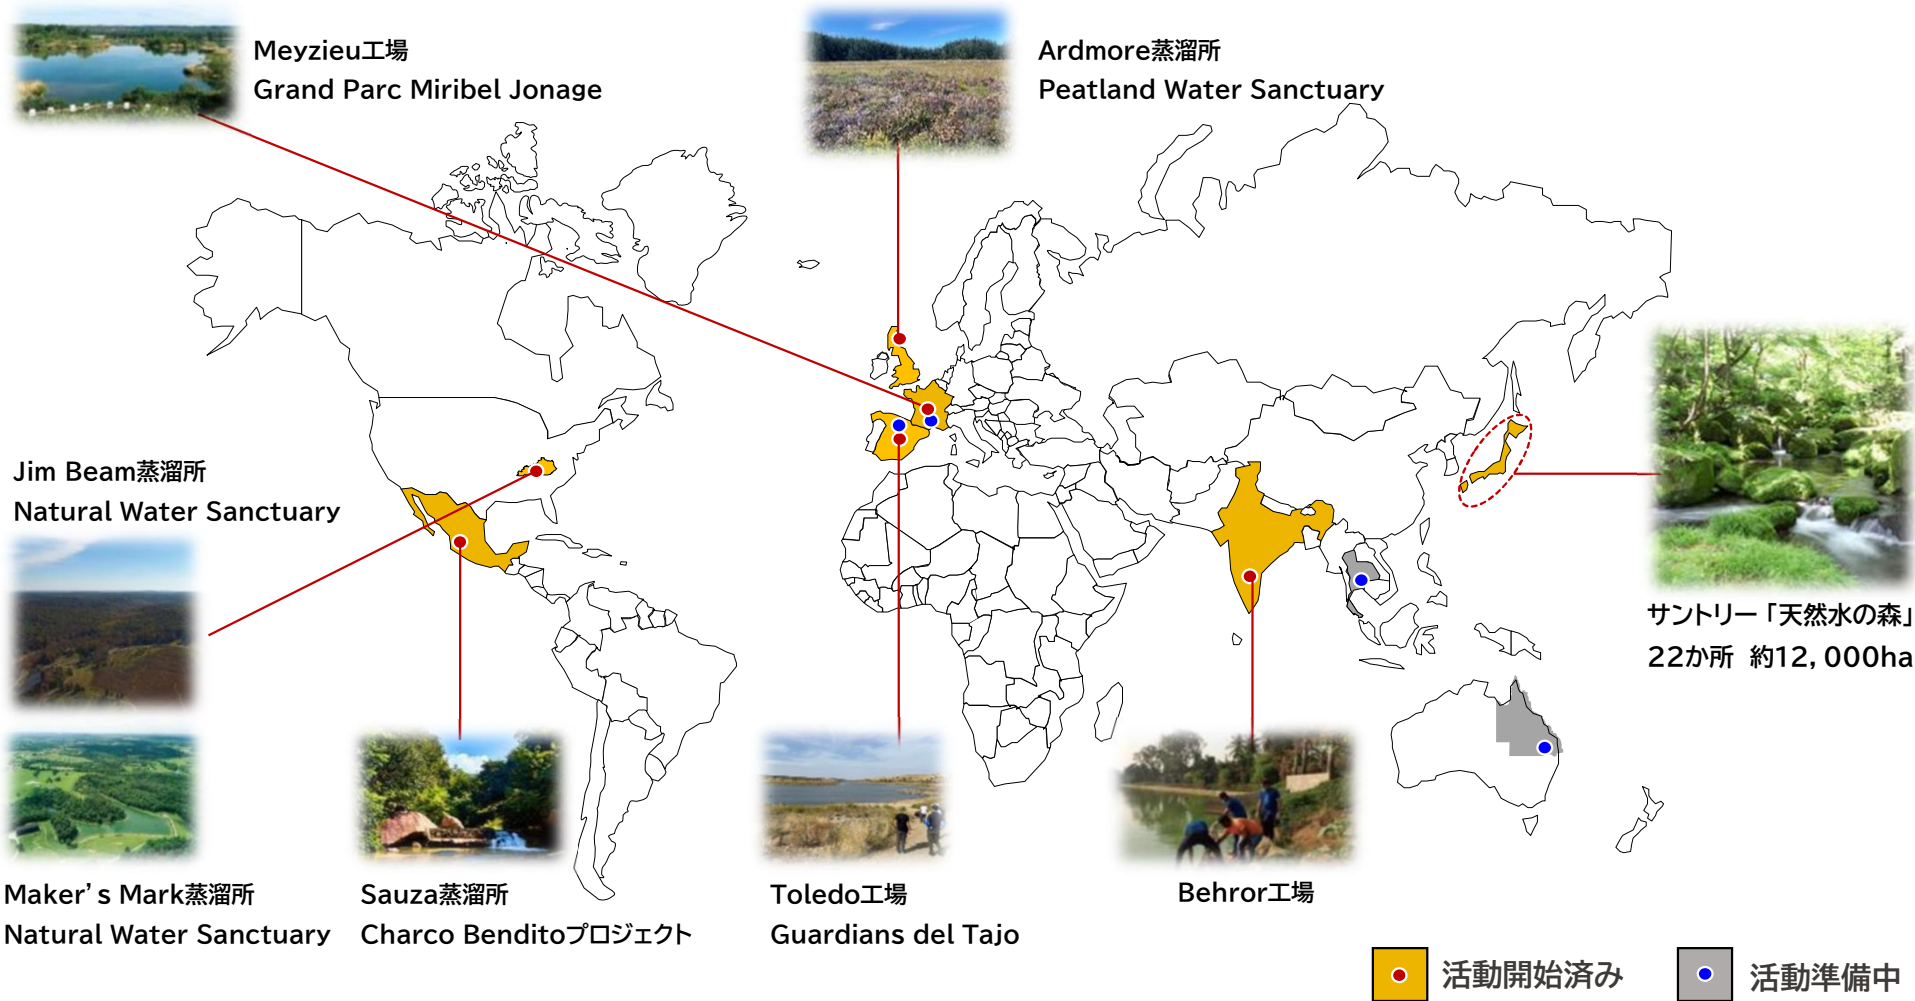 Meyzieu工場
Grand Parc Miribel Jonage
Ardmore蒸溜所
Peatland Water Sanctuary
Jim Beam蒸溜所
Natural Water Sanctuary
サントリー「天然水の森」
22か所 約12,000ha
Maker's Mark蒸溜所
Natural Water Sanctuary
Sauza蒸溜所
Charco Benditoプロジェクト
Toledo工場
Guardians del Tajo
Behror工場
活動開始済み
活動準備中